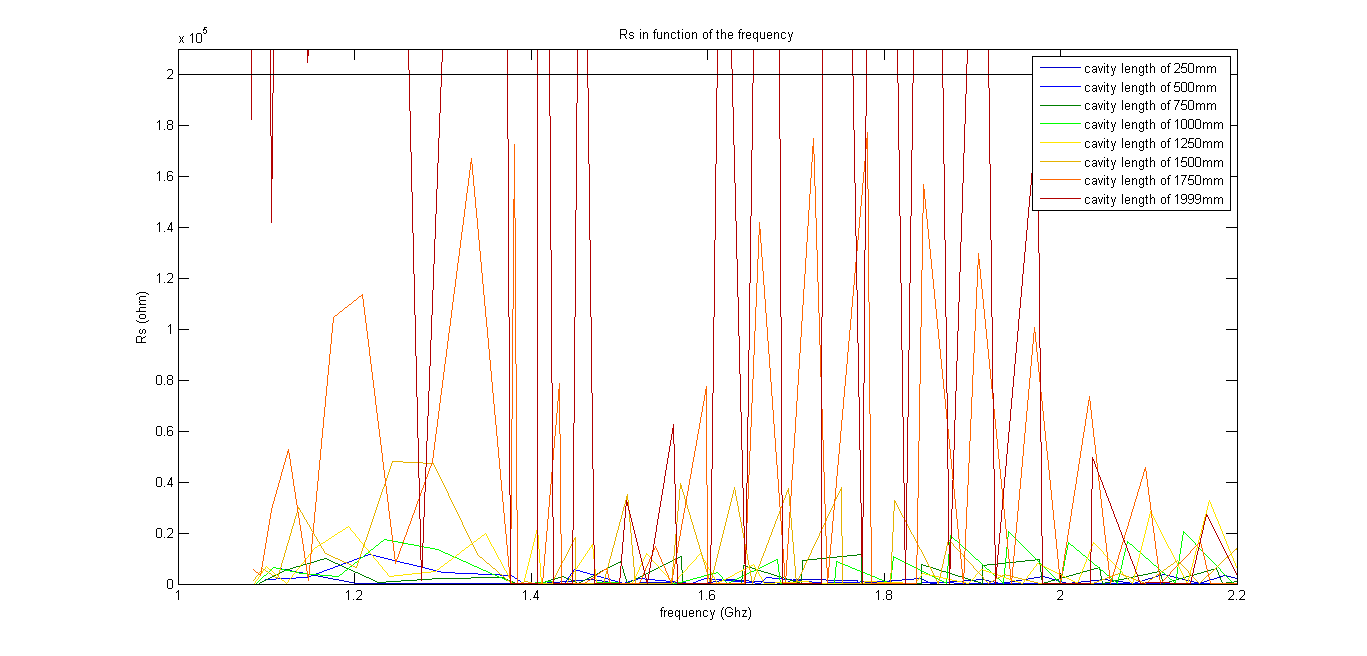 Rs in function of the frequency
x 10^5
2
1.8
1.6
1.4
1.2
1
0.8
0.6
0.4
0.2
0
Rs (ohm)
cavity length of 250mm
cavity length of 500mm
cavity length of 750mm
cavity length of 1000mm
cavity length of 1250mm
cavity length of 1500mm
cavity length of 1750mm
cavity length of 1999mm
1 1.2 1.4 1.6 1.8 2 2.2
frequency (Ghz)